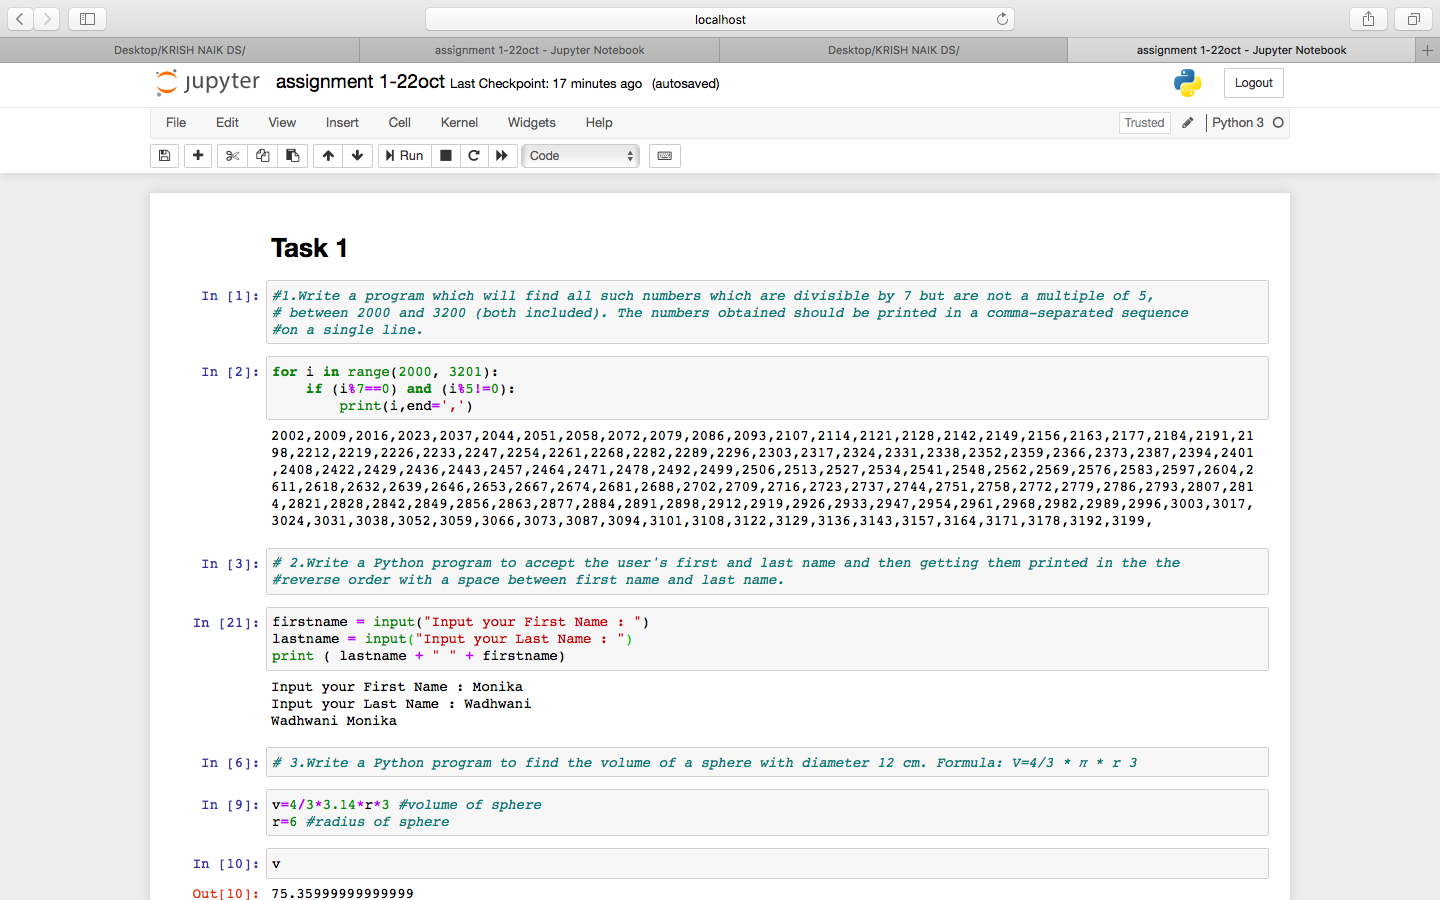 localhost
Desktop/KRISH NAIK DS/
assignment 1-22oct - Jupyter Notebook
Desktop/KRISH NAIK DS/
assignment 1-22oct - Jupyter Notebook
jupyter assignment 1-22oct Last Checkpoint: 17 minutes ago (autosaved)
Logout
File Edit View Insert Cell Kernel Widgets Help
Trusted
Python 3
Run
Code
Task 1
In [1]: #1.Write a program which will find all such numbers which are divisible by 7 but are not a multiple of 5,
# between 2000 and 3200 (both included). The numbers obtained should be printed in a comma-separated sequence
#on a single line.
In [2]: for i in range(2000, 3201):
    if (i%7==0) and (i%5!=0):
        print(i,end=',')
2002,2009,2016,2023,2037,2044,2051,2058,2072,2079,2086,2093,2107,2114,2121,2128,2142,2149,2156,2163,2177,2184,2191,21
98,2212,2219,2226,2233,2247,2254,2261,2268,2282,2289,2296,2303,2317,2324,2331,2338,2352,2359,2366,2373,2387,2394,2401
,2408,2422,2429,2436,2443,2457,2464,2471,2478,2492,2499,2506,2513,2527,2534,2541,2548,2562,2569,2576,2583,2597,2604,2
611,2618,2632,2639,2646,2653,2667,2674,2681,2688,2702,2709,2716,2723,2737,2744,2751,2758,2772,2779,2786,2793,2807,281
4,2821,2828,2842,2849,2856,2863,2877,2884,2891,2898,2912,2919,2926,2933,2947,2954,2961,2968,2982,2989,2996,3003,3017,
3024,3031,3038,3052,3059,3066,3073,3087,3094,3101,3108,3122,3129,3136,3143,3157,3164,3171,3178,3192,3199,
In [3]: # 2.Write a Python program to accept the user's first and last name and then getting them printed in the the
#reverse order with a space between first name and last name.
In [21]: firstname = input("Input your First Name : ")
lastname = input("Input your Last Name : ")
print ( lastname + " " + firstname)
Input your First Name : Monika
Input your Last Name : Wadhwani
Wadhwani Monika
In [6]: # 3.Write a Python program to find the volume of a sphere with diameter 12 cm. Formula: V=4/3 * π * r 3
In [9]: v=4/3*3.14*r*3 #volume of sphere
r=6 #radius of sphere
In [10]: v
Out[10]: 75.35999999999999